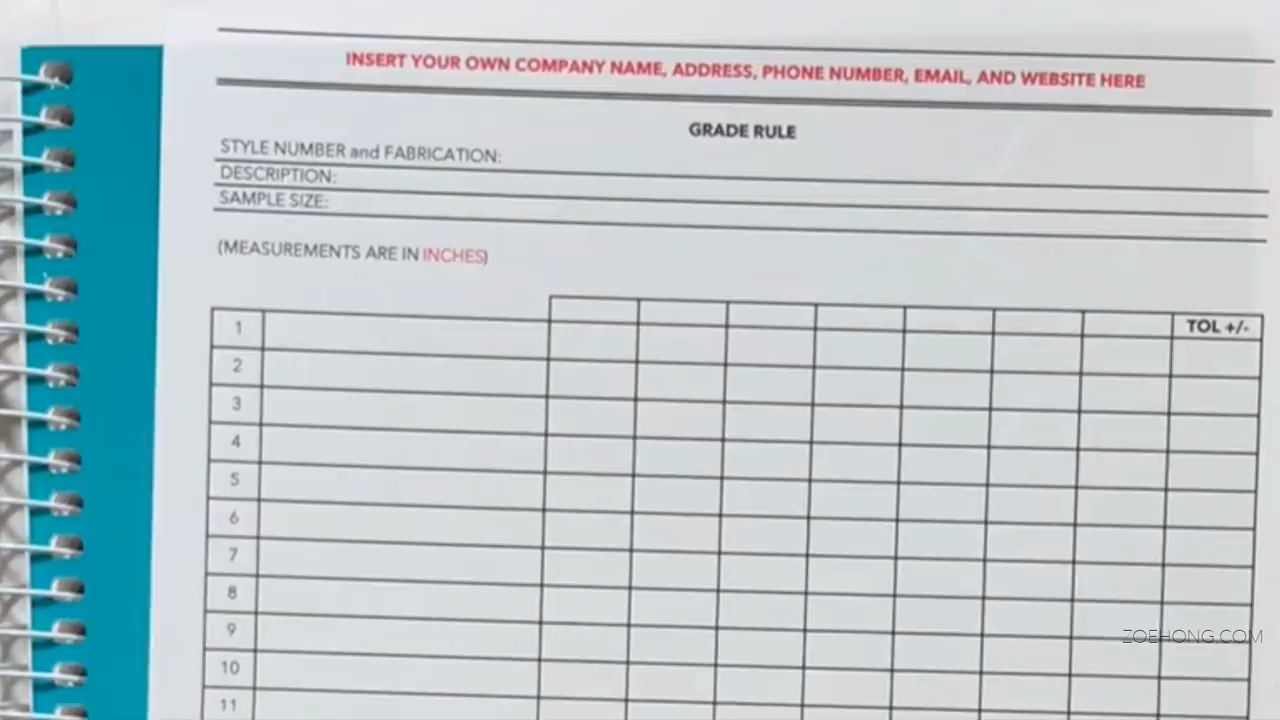 INSERT YOUR OWN COMPANY NAME, ADDRESS, PHONE NUMBER, EMAIL, AND WEBSITE HERE
GRADE RULE
STYLE NUMBER and FABRICATION:
DESCRIPTION:
SAMPLE SIZE:
(MEASUREMENTS ARE IN INCHES)
TOL +/-
1
2
3
4
5
6
7
8
9
10
11
ZOEHONG.COM